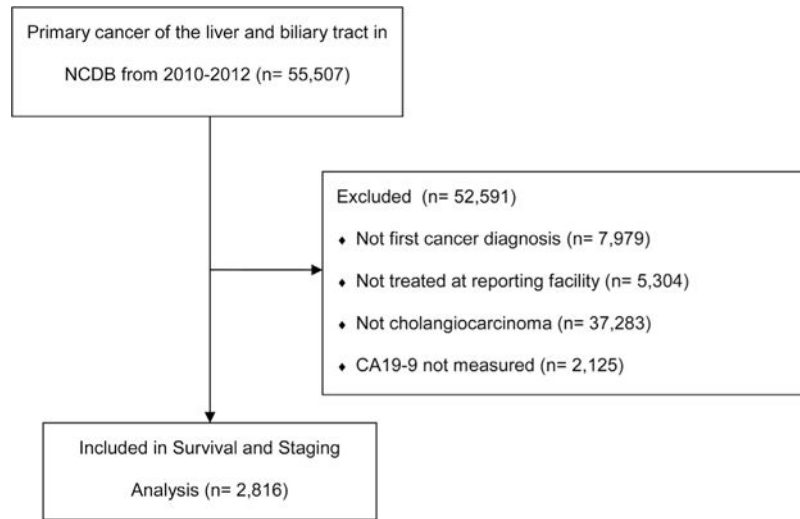 Primary cancer of the liver and biliary tract in
NCDB from 2010-2012 (n= 55,507)
Excluded (n= 52,591)
♦ Not first cancer diagnosis (n= 7,979)
♦ Not treated at reporting facility (n= 5,304)
♦ Not cholangiocarcinoma (n= 37,283)
♦ CA19-9 not measured (n= 2,125)
Included in Survival and Staging
Analysis (n= 2,816)